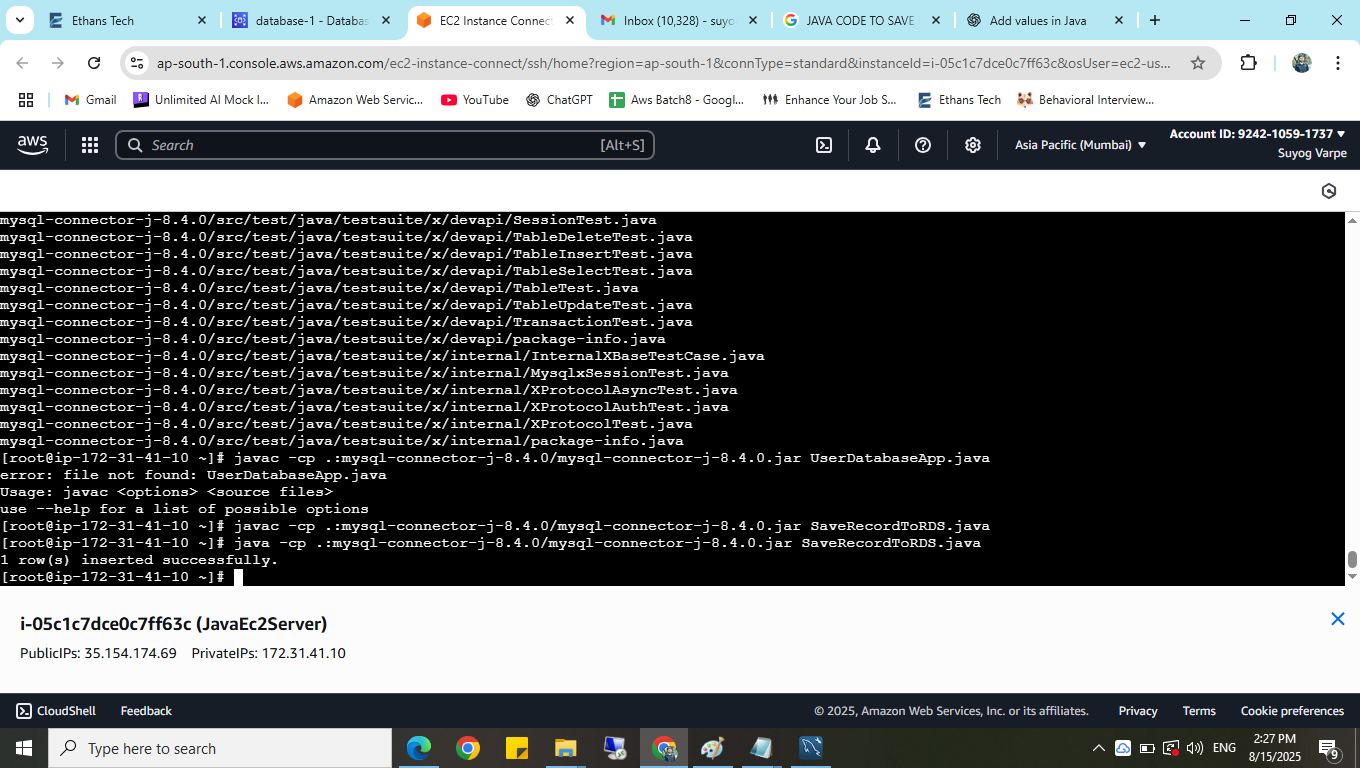 Ethans Tech
database-1 - Databas
EC2 Instance Connect
Inbox (10,328) - suyo
JAVA CODE TO SAVE
Add values in Java
ap-south-1.console.aws.amazon.com/ec2-instance-connect/ssh/home?region=ap-south-1&connType=standard&instanceId=i-05c1c7dce0c7ff63c&osUser=ec2-us...
Gmail
Unlimited AI Mock I...
Amazon Web Servic...
YouTube
ChatGPT
Aws Batch8 - Googl...
Enhance Your Job S...
Ethans Tech
Behavioral Interview...
aws
Search
[Alt+S]
Asia Pacific (Mumbai)
Account ID: 9242-1059-1737
Suyog Varpe
mysql-connector-j-8.4.0/src/test/java/testsuite/x/devapi/SessionTest.java
mysql-connector-j-8.4.0/src/test/java/testsuite/x/devapi/TableDeleteTest.java
mysql-connector-j-8.4.0/src/test/java/testsuite/x/devapi/TableInsertTest.java
mysql-connector-j-8.4.0/src/test/java/testsuite/x/devapi/TableSelectTest.java
mysql-connector-j-8.4.0/src/test/java/testsuite/x/devapi/TableTest.java
mysql-connector-j-8.4.0/src/test/java/testsuite/x/devapi/TableUpdateTest.java
mysql-connector-j-8.4.0/src/test/java/testsuite/x/devapi/TransactionTest.java
mysql-connector-j-8.4.0/src/test/java/testsuite/x/devapi/package-info.java
mysql-connector-j-8.4.0/src/test/java/testsuite/x/internal/InternalXBaseTestCase.java
mysql-connector-j-8.4.0/src/test/java/testsuite/x/internal/MysqlxSessionTest.java
mysql-connector-j-8.4.0/src/test/java/testsuite/x/internal/XProtocolAsyncTest.java
mysql-connector-j-8.4.0/src/test/java/testsuite/x/internal/XProtocolAuthTest.java
mysql-connector-j-8.4.0/src/test/java/testsuite/x/internal/XProtocolTest.java
mysql-connector-j-8.4.0/src/test/java/testsuite/x/internal/package-info.java
[root@ip-172-31-41-10 ~]# javac -cp .:mysql-connector-j-8.4.0/mysql-connector-j-8.4.0.jar UserDatabaseApp.java
error: file not found: UserDatabaseApp.java
Usage: javac <options> <source files>
use --help for a list of possible options
[root@ip-172-31-41-10 ~]# javac -cp .:mysql-connector-j-8.4.0/mysql-connector-j-8.4.0.jar SaveRecordToRDS.java
[root@ip-172-31-41-10 ~]# java -cp .:mysql-connector-j-8.4.0/mysql-connector-j-8.4.0.jar SaveRecordToRDS.java
1 row(s) inserted successfully.
[root@ip-172-31-41-10 ~]#
i-05c1c7dce0c7ff63c (JavaEc2Server)
PublicIPs: 35.154.174.69 PrivateIPs: 172.31.41.10
CloudShell
Feedback
© 2025, Amazon Web Services, Inc. or its affiliates.
Privacy
Terms
Cookie preferences
Type here to search
ENG
2:27 PM
8/15/2025
9